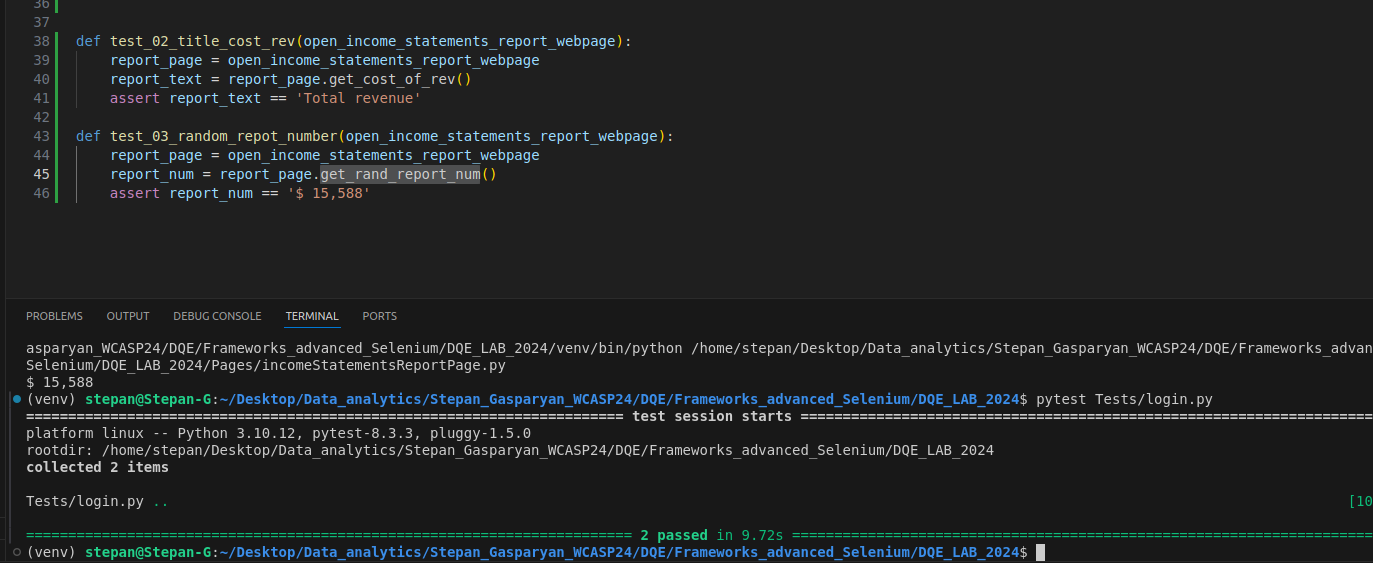 36
37
38 def test_02_title_cost_rev(open_income_statements_report_webpage):
39 report_page = open_income_statements_report_webpage
40 report_text = report_page.get_cost_of_rev()
41 assert report_text == 'Total revenue'
42
43 def test_03_random_repot_number(open_income_statements_report_webpage):
44 report_page = open_income_statements_report_webpage
45 report_num = report_page.get_rand_report_num()
46 assert report_num == '$ 15,588'
PROBLEMS OUTPUT DEBUG CONSOLE TERMINAL PORTS
asparyan_WCASP24/DQE/Frameworks_advanced_Selenium/DQE_LAB_2024/venv/bin/python /home/stepan/Desktop/Data_analytics/Stepan_Gasparyan_WCASP24/DQE/Frameworks_advan
Selenium/DQE_LAB_2024/Pages/incomeStatementsReportPage.py
$ 15,588
(venv) stepan@Stepan-G:~/Desktop/Data_analytics/Stepan_Gasparyan_WCASP24/DQE/Frameworks_advanced_Selenium/DQE_LAB_2024$ pytest Tests/login.py
======================================================================= test session starts ====================================================================
platform linux -- Python 3.10.12, pytest-8.3.3, pluggy-1.5.0
rootdir: /home/stepan/Desktop/Data_analytics/Stepan_Gasparyan_WCASP24/DQE/Frameworks_advanced_Selenium/DQE_LAB_2024
collected 2 items
Tests/login.py .. [10
======================================================================== 2 passed in 9.72s =====================================================================
(venv) stepan@Stepan-G:~/Desktop/Data_analytics/Stepan_Gasparyan_WCASP24/DQE/Frameworks_advanced_Selenium/DQE_LAB_2024$